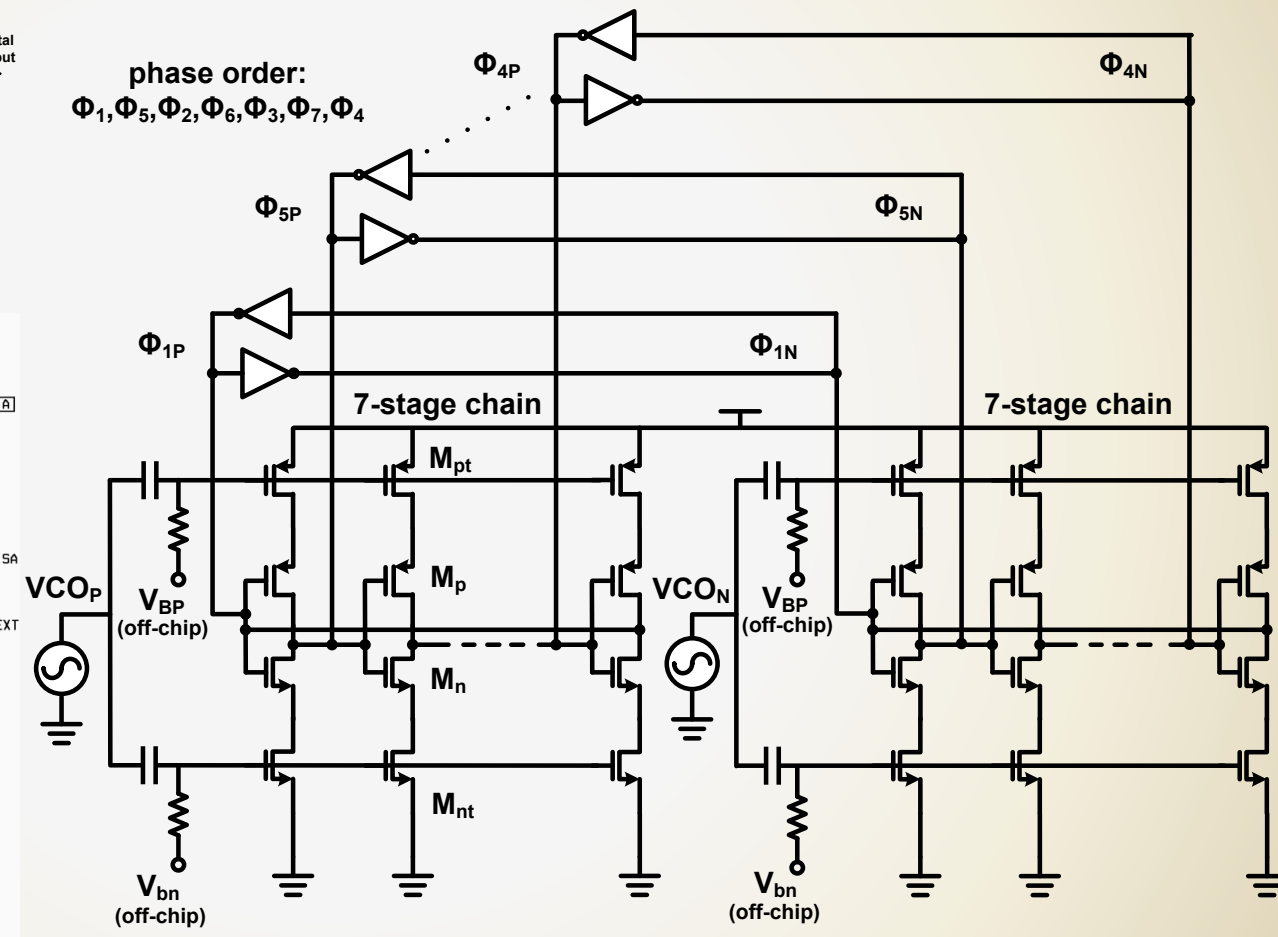 phase order:
Φ1,Φ5,Φ2,Φ6,Φ3,Φ7,Φ4
Φ4P
Φ4N
Φ5P
Φ5N
Φ1P
Φ1N
7-stage chain
7-stage chain
Mpt
A
SA
EXT
VCOP
VBP
(off-chip)
Mp
VCON
VBP
(off-chip)
Mn
Mnt
Vbn
(off-chip)
Vbn
(off-chip)